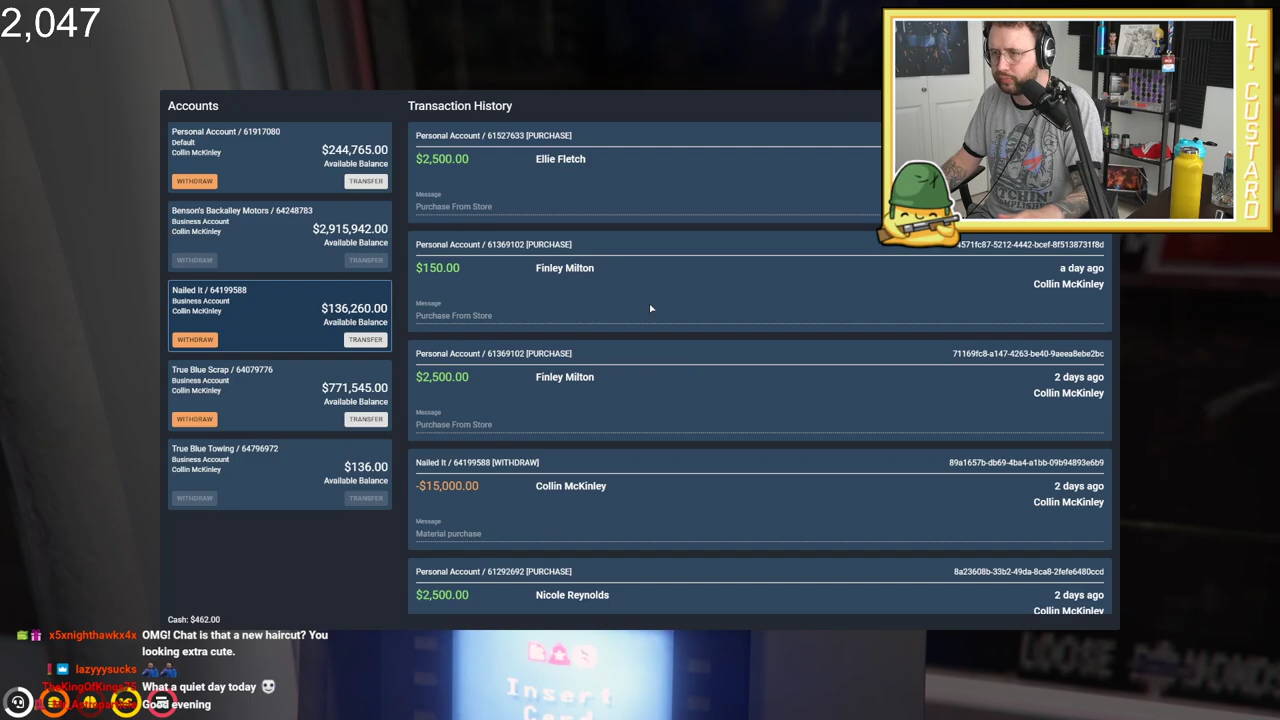 2,047
LT. CUSTARD
Accounts
Personal Account / 61917080
Default
Collin McKinley
$244,765.00
Available Balance
WITHDRAW
TRANSFER
Benson's Backalley Motors / 64248783
Business Account
Collin McKinley
$2,915,942.00
Available Balance
WITHDRAW
TRANSFER
Nailed It / 64199588
Business Account
Collin McKinley
$136,260.00
Available Balance
WITHDRAW
TRANSFER
True Blue Scrap / 64079776
Business Account
Collin McKinley
$771,545.00
Available Balance
WITHDRAW
TRANSFER
True Blue Towing / 64796972
Business Account
Collin McKinley
$136.00
Available Balance
WITHDRAW
TRANSFER
Cash: $462.00
Transaction History
Personal Account / 61527633 [PURCHASE]
$2,500.00 Ellie Fletch
Message
Purchase From Store
Personal Account / 61369102 [PURCHASE]
4571fc87-5212-4442-bcef-8f5138731f8d
$150.00 Finley Milton
a day ago
Collin McKinley
Message
Purchase From Store
Personal Account / 61369102 [PURCHASE]
71169fc8-a147-4263-be40-9aeea8ebe2bc
$2,500.00 Finley Milton
2 days ago
Collin McKinley
Message
Purchase From Store
Nailed It / 64199588 [WITHDRAW]
89a1657b-db69-4ba4-a1bb-09b94893e6b9
-$15,000.00 Collin McKinley
2 days ago
Collin McKinley
Message
Material purchase
Personal Account / 61292692 [PURCHASE]
8a23608b-33b2-49da-8ca8-2fefe6480ccd
$2,500.00 Nicole Reynolds
2 days ago
Collin McKinley
x5xnighthawkx4x OMG! Chat is that a new haircut? You
looking extra cute.
lazyyysucks
TheKingOfKings75 What a quiet day today
Good evening
Insert
Card
LOOSE